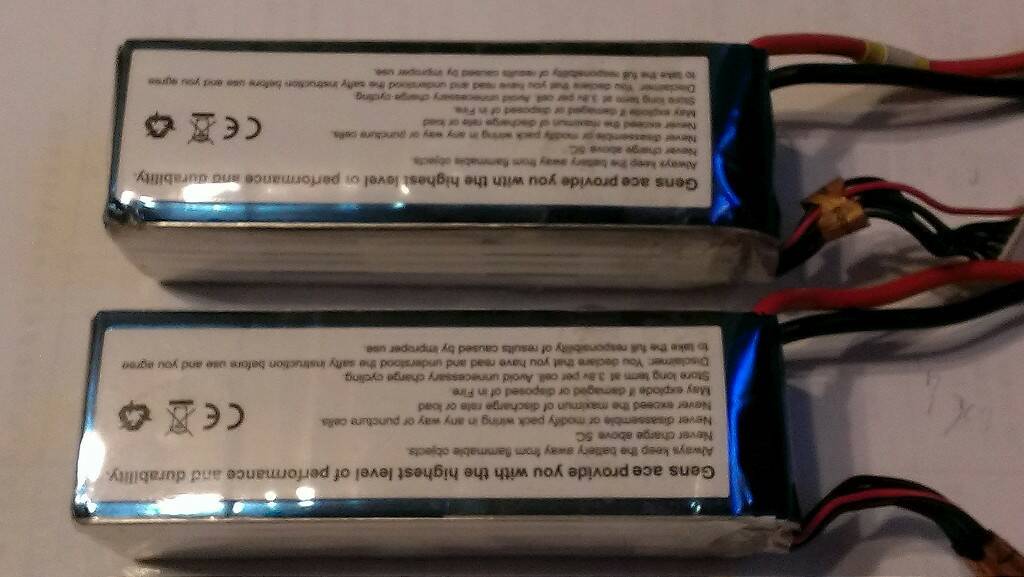 Gens ace provide you with the highest level of performance and durability.
Always keep the battery away from flammable objects.
Never charge above 5C
Never disassemble or modify pack wiring in any way or puncture cells.
Never exceed the maximun of discharge rate or load
May explode if damaged or disposed of in Fire.
Store long term at 3.8v per cell. Avoid unnecessary charge cycling.
Disclaimer: You declare that you have read and understood the saffty instruction before use and you agree
to take the full responsibility of results caused by improper use.
CE
Gens ace provide you with the highest level of performance and durability.
Always keep the battery away from flammable objects.
Never charge above 5C
Never disassemble or modify pack wiring in any way or puncture cells.
Never exceed the maximun of discharge rate or load
May explode if damaged or disposed of in Fire.
Store long term at 3.8v per cell. Avoid unnecessary charge cycling
Disclaimer: You declare that you have read and understood the saffty instruction before use and you agree
to take the full responsibility of results caused by improper use.
CE